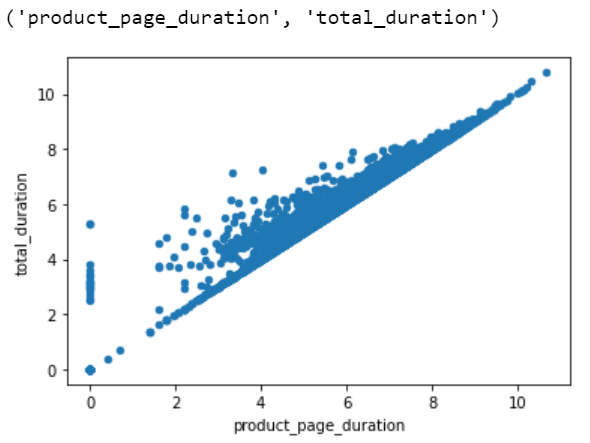 ('product_page_duration', 'total_duration')
10
8
6
4
2
0
total_duration
0 2 4 6 8 10
product_page_duration